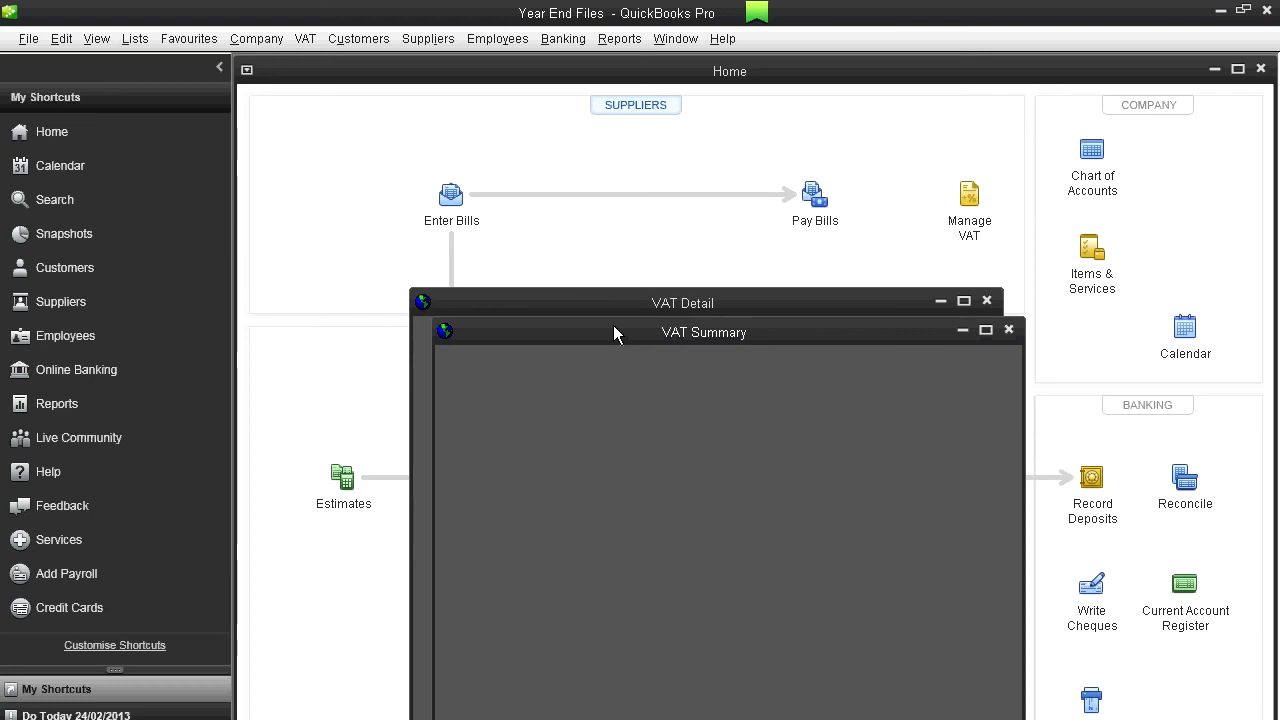 Year End Files - QuickBooks Pro
File Edit View Lists Favourites Company VAT Customers Suppliers Employees Banking Reports Window Help
My Shortcuts
Home
Calendar
Search
Snapshots
Customers
Suppliers
Employees
Online Banking
Reports
Live Community
Help
Feedback
Services
Add Payroll
Credit Cards
Customise Shortcuts
My Shortcuts
Do Today 24/02/2013
Home
SUPPLIERS
Enter Bills
Pay Bills
Manage
VAT
Estimates
VAT Detail
VAT Summary
COMPANY
Chart of
Accounts
Items &
Services
Calendar
BANKING
Record
Deposits
Reconcile
Write
Cheques
Current Account
Register